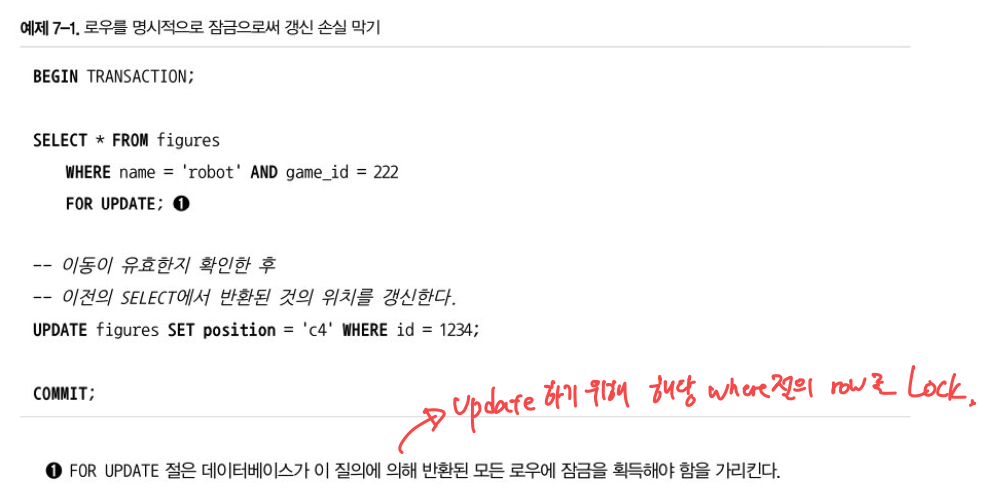 예제 7-1. 로우를 명시적으로 잠금으로써 갱신 손실 막기
BEGIN TRANSACTION;
SELECT * FROM figures
WHERE name = 'robot' AND game_id = 222
FOR UPDATE; ❶
-- 이동이 유효한지 확인한 후
-- 이전의 SELECT에서 반환된 것의 위치를 갱신한다.
UPDATE figures SET position = 'c4' WHERE id = 1234;
COMMIT;
update 하기 위해 해당 where절의 row로 Lock.
❶ FOR UPDATE 절은 데이터베이스가 이 질의에 의해 반환된 모든 로우에 잠금을 획득해야 함을 가리킨다.